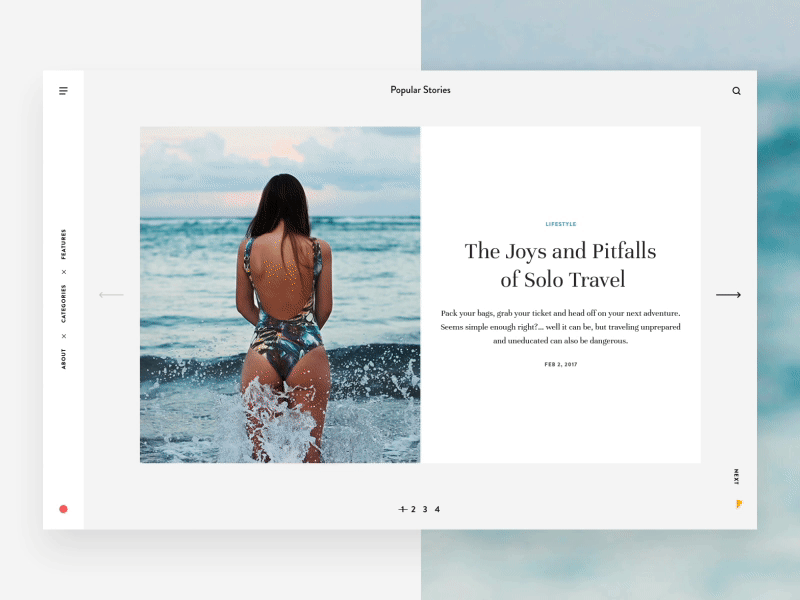 Popular Stories
FEATURES
CATEGORIES
ABOUT
LIFESTYLE
The Joys and Pitfalls
of Solo Travel
Pack your bags, grab your ticket and head off on your next adventure.
Seems simple enough right?... well it can be, but traveling unprepared
and uneducated can also be dangerous.
FEB 2, 2017
NEXT
1 2 3 4